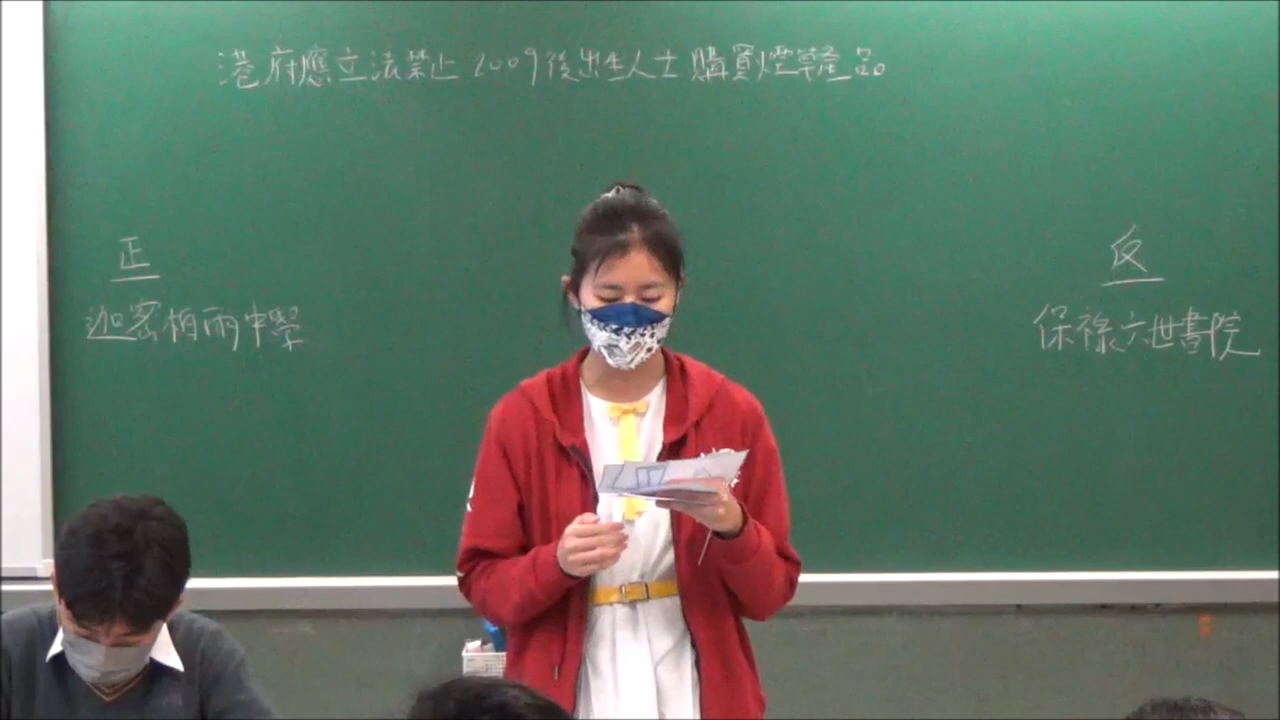 港府應立法禁止2009後出生人士購買煙草產品。
正
迦密柏雨中學
反
保祿六世書院